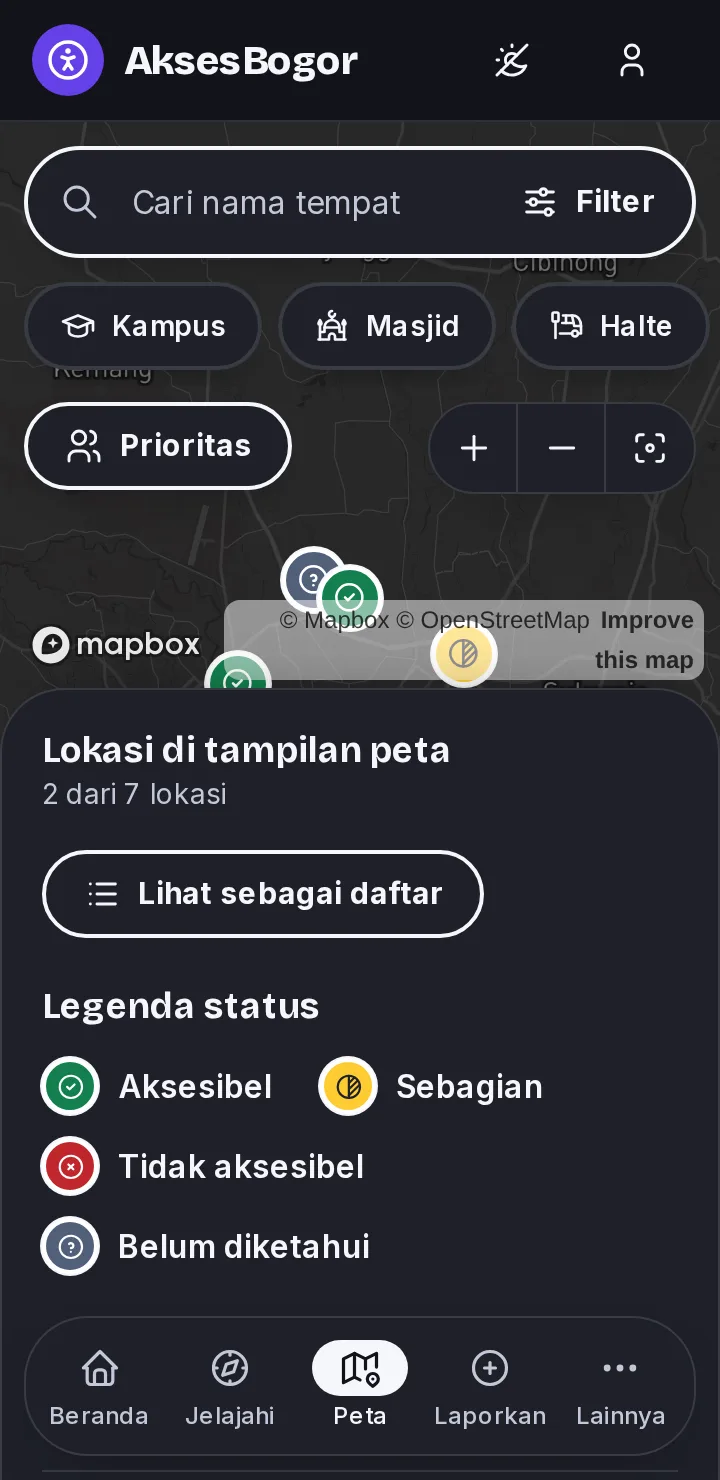 AksesBogor
Cari nama tempat
Filter
Cibinong
Kampus
Masjid
Halte
Kemang
Prioritas
mapbox
© Mapbox © OpenStreetMap Improve
this map
Lokasi di tampilan peta
2 dari 7 lokasi
Lihat sebagai daftar
Legenda status
Aksesibel
Sebagian
Tidak aksesibel
Belum diketahui
Beranda
Jelajahi
Peta
Laporkan
Lainnya